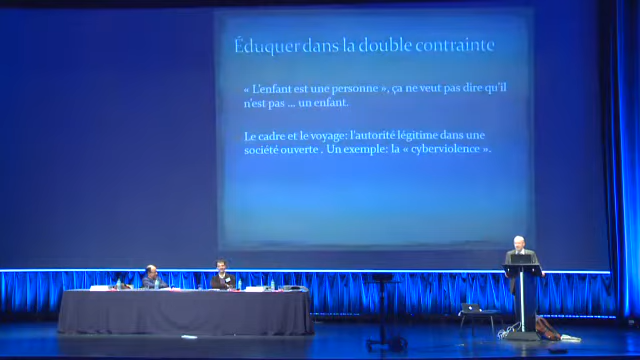 Éduquer dans la double contrainte
« L'enfant est une personne », ça ne veut pas dire qu'il
n'est pas ... un enfant.
Le cadre et le voyage: l'autorité légitime dans une
société ouverte . Un exemple: la « cyberviolence ».